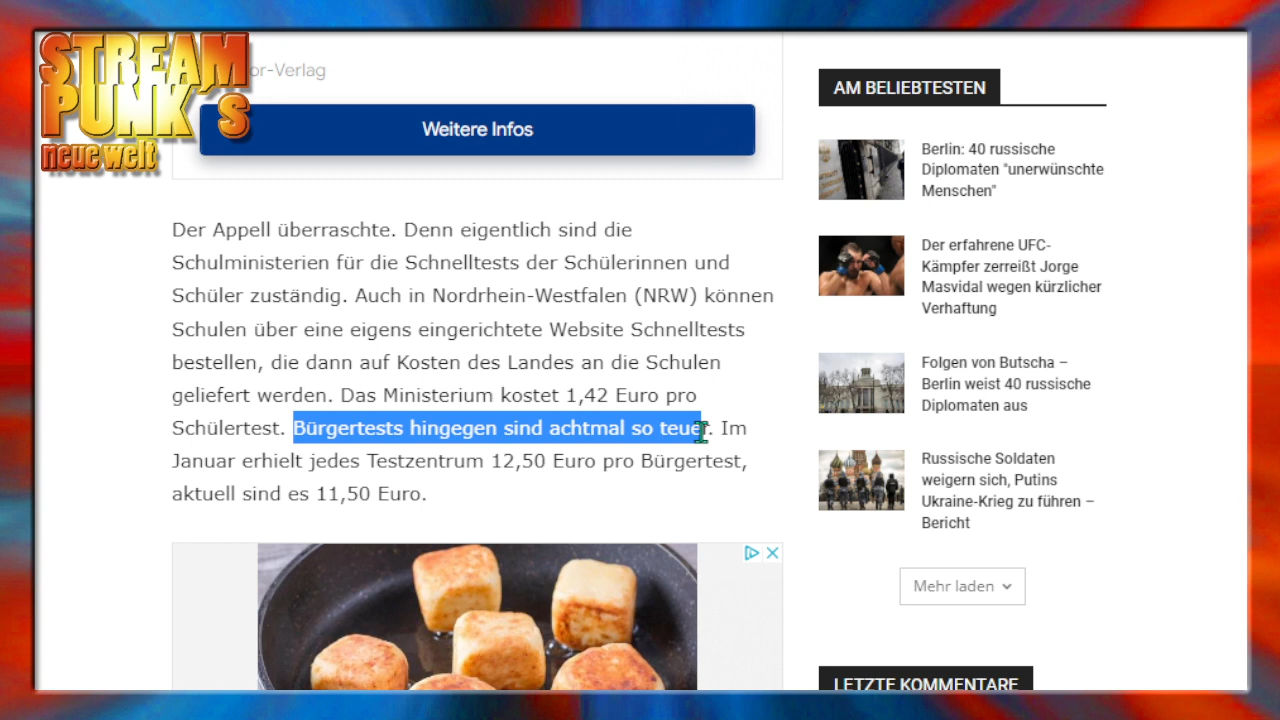 STREAM
PUNK´S
neue welt
or-Verlag
Weitere Infos
Der Appell überraschte. Denn eigentlich sind die
Schulministerien für die Schnelltests der Schülerinnen und
Schüler zuständig. Auch in Nordrhein-Westfalen (NRW) können
Schulen über eine eigens eingerichtete Website Schnelltests
bestellen, die dann auf Kosten des Landes an die Schulen
geliefert werden. Das Ministerium kostet 1,42 Euro pro
Schülertest. Bürgertests hingegen sind achtmal so teuer. Im
Januar erhielt jedes Testzentrum 12,50 Euro pro Bürgertest,
aktuell sind es 11,50 Euro.
AM BELIEBTESTEN
Berlin: 40 russische
Diplomaten "unerwünschte
Menschen"
Der erfahrene UFC-
Kämpfer zerreißt Jorge
Masvidal wegen kürzlicher
Verhaftung
Folgen von Butscha –
Berlin weist 40 russische
Diplomaten aus
Russische Soldaten
weigern sich, Putins
Ukraine-Krieg zu führen –
Bericht
Mehr laden
LETZTE KOMMENTARE